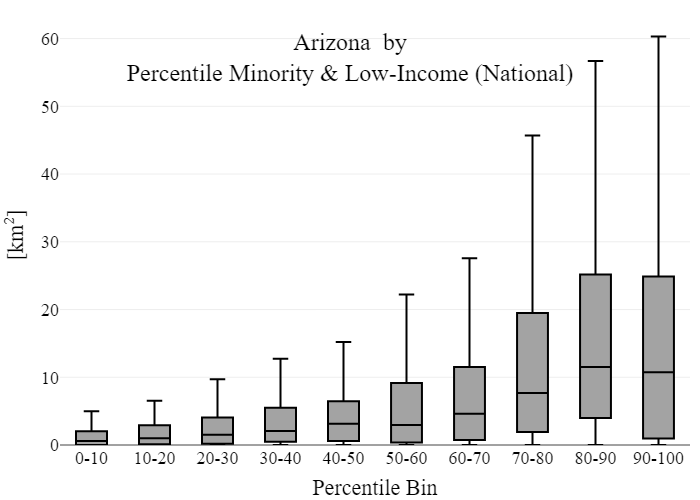 Arizona by
Percentile Minority & Low-Income (National)
60
50
40
30
20
10
0
[km²]
0-10 10-20 20-30 30-40 40-50 50-60 60-70 70-80 80-90 90-100
Percentile Bin